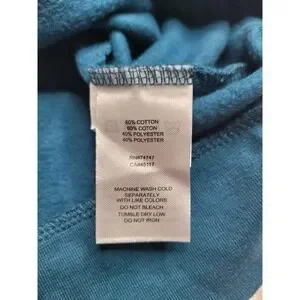 60% COTTON
60% COTON
40% POLYESTER
40% POLYESTER
MACHINE WASH COLD
SEPARATELY
WITH LIKE COLORS
DO NOT BLEACH
TUMBLE DRY LOW
DO NOT IRON